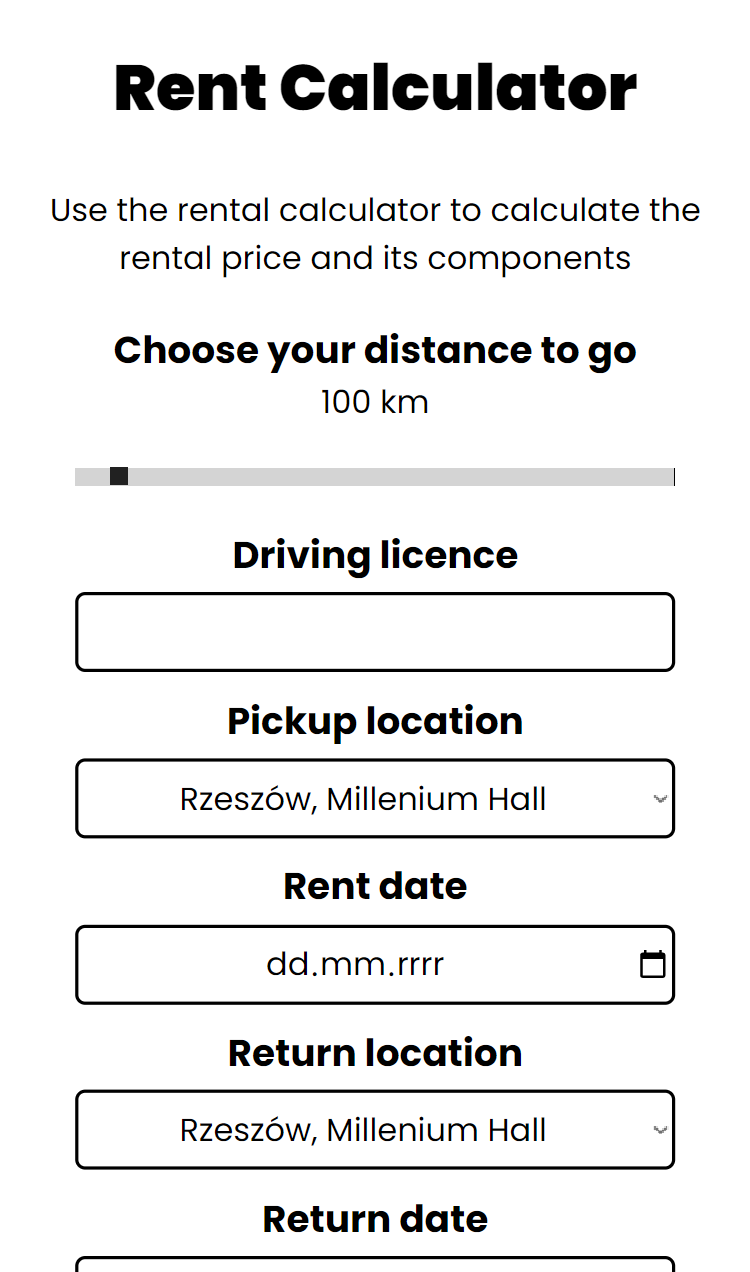 Rent Calculator
Use the rental calculator to calculate the
rental price and its components
Choose your distance to go
100 km
Driving licence
Pickup location
Rzeszów, Millenium Hall
Rent date
dd.mm.rrrr
Return location
Rzeszów, Millenium Hall
Return date